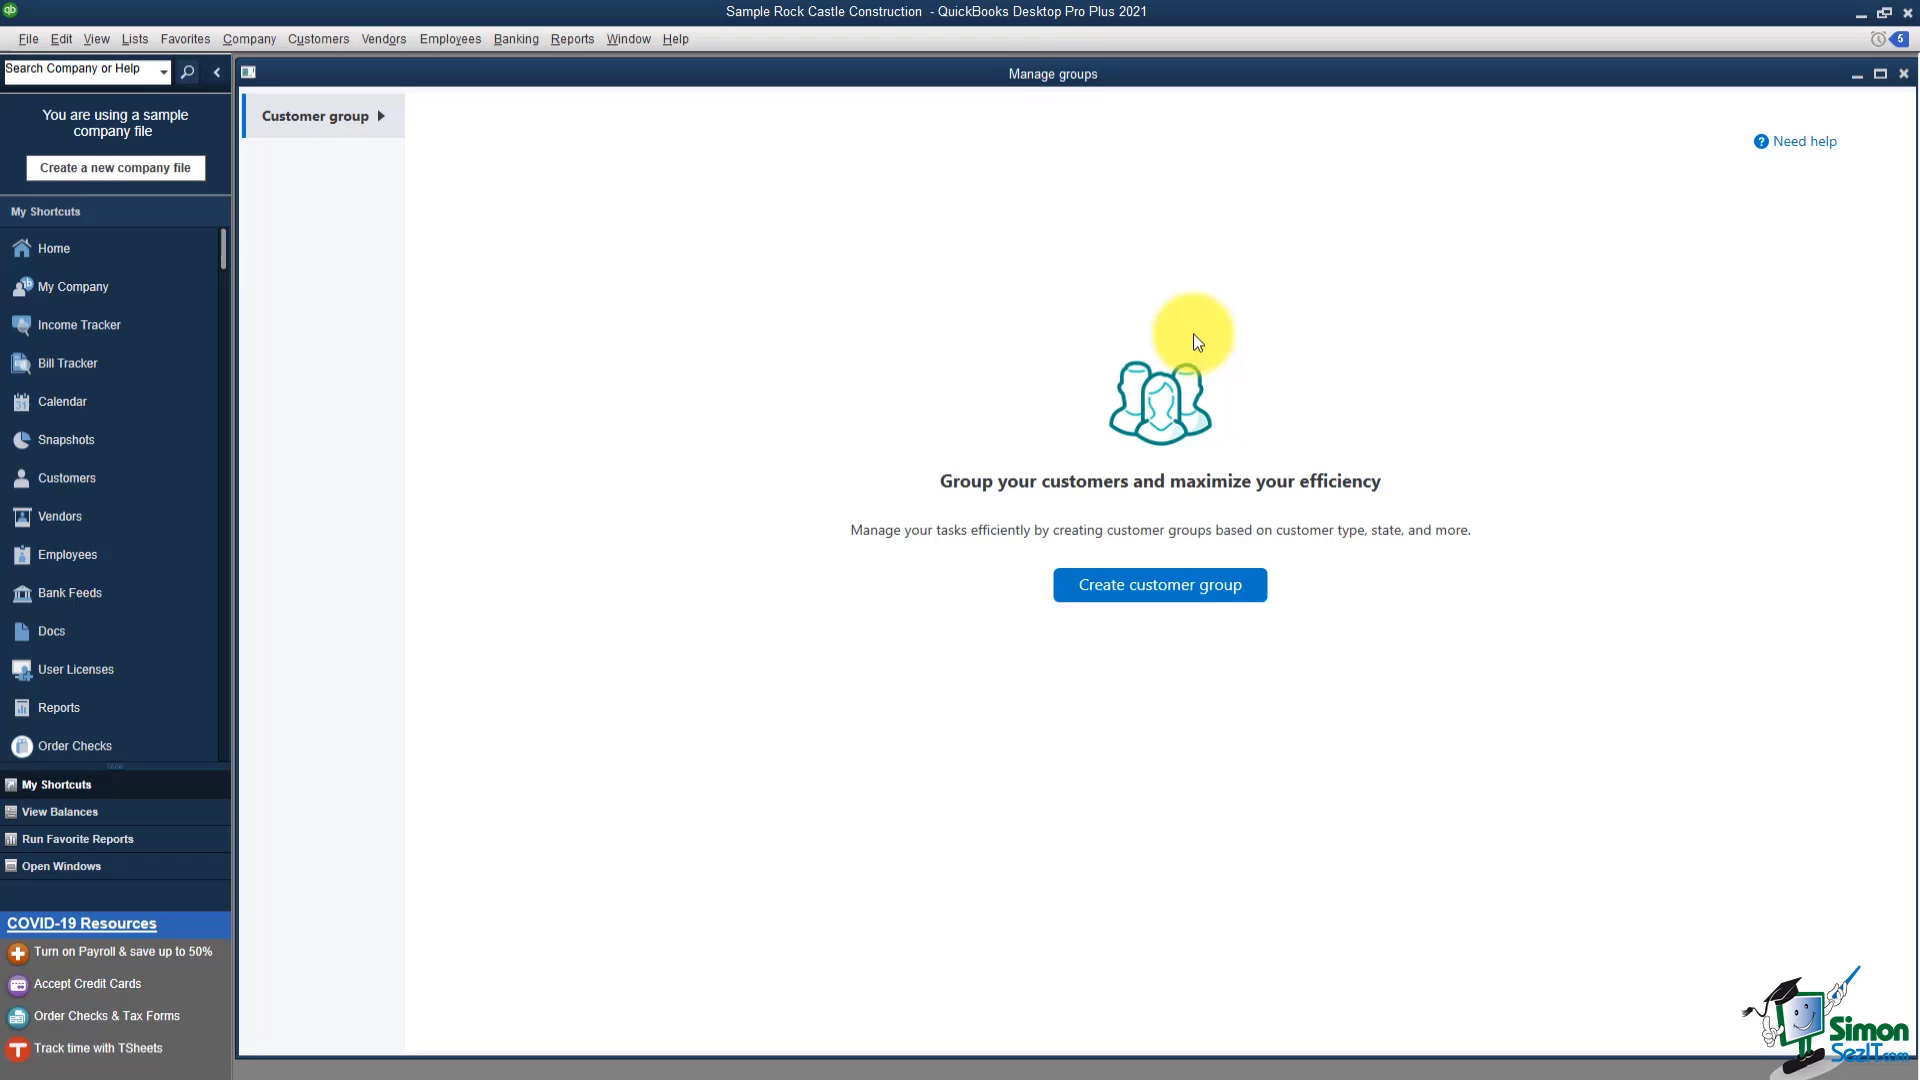 qb
Sample Rock Castle Construction - QuickBooks Desktop Pro Plus 2021
File Edit View Lists Favorites Company Customers Vendors Employees Banking Reports Window Help
5
Search Company or Help
Manage groups
You are using a sample
company file
Create a new company file
My Shortcuts
Home
My Company
Income Tracker
Bill Tracker
Calendar
Snapshots
Customers
Vendors
Employees
Bank Feeds
Docs
User Licenses
Reports
Order Checks
My Shortcuts
View Balances
Run Favorite Reports
Open Windows
COVID-19 Resources
Turn on Payroll & save up to 50%
Accept Credit Cards
Order Checks & Tax Forms
Track time with TSheets
Customer group
? Need help
Group your customers and maximize your efficiency
Manage your tasks efficiently by creating customer groups based on customer type, state, and more.
Create customer group
Simon
SezIT.com